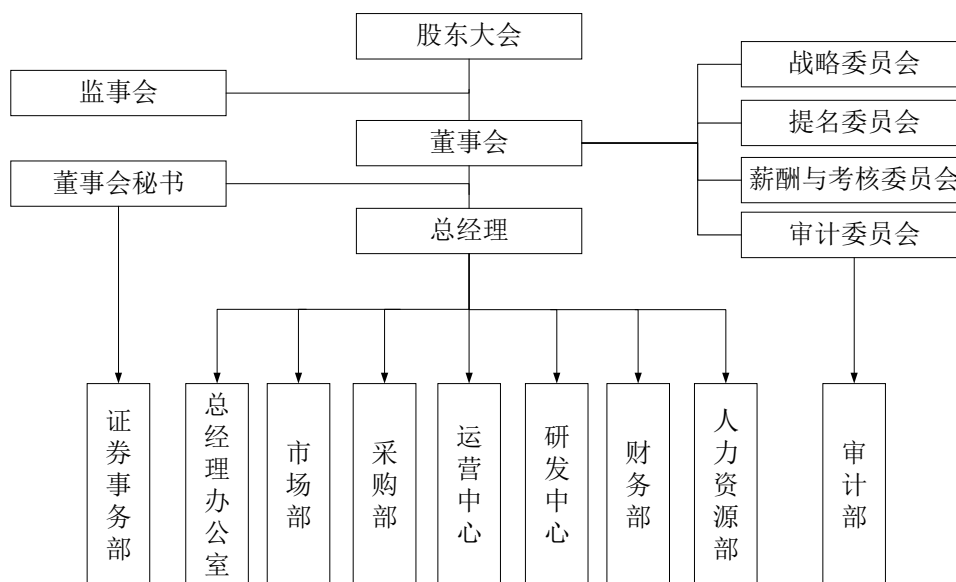 股东大会
战略委员会
监事会
提名委员会
董事会
董事会秘书
薪酬与考核委员会
总经理
审计委员会
证券事务部
总经理办公室
市场部
采购部
运营中心
研发中心
财务部
人力资源部
审计部